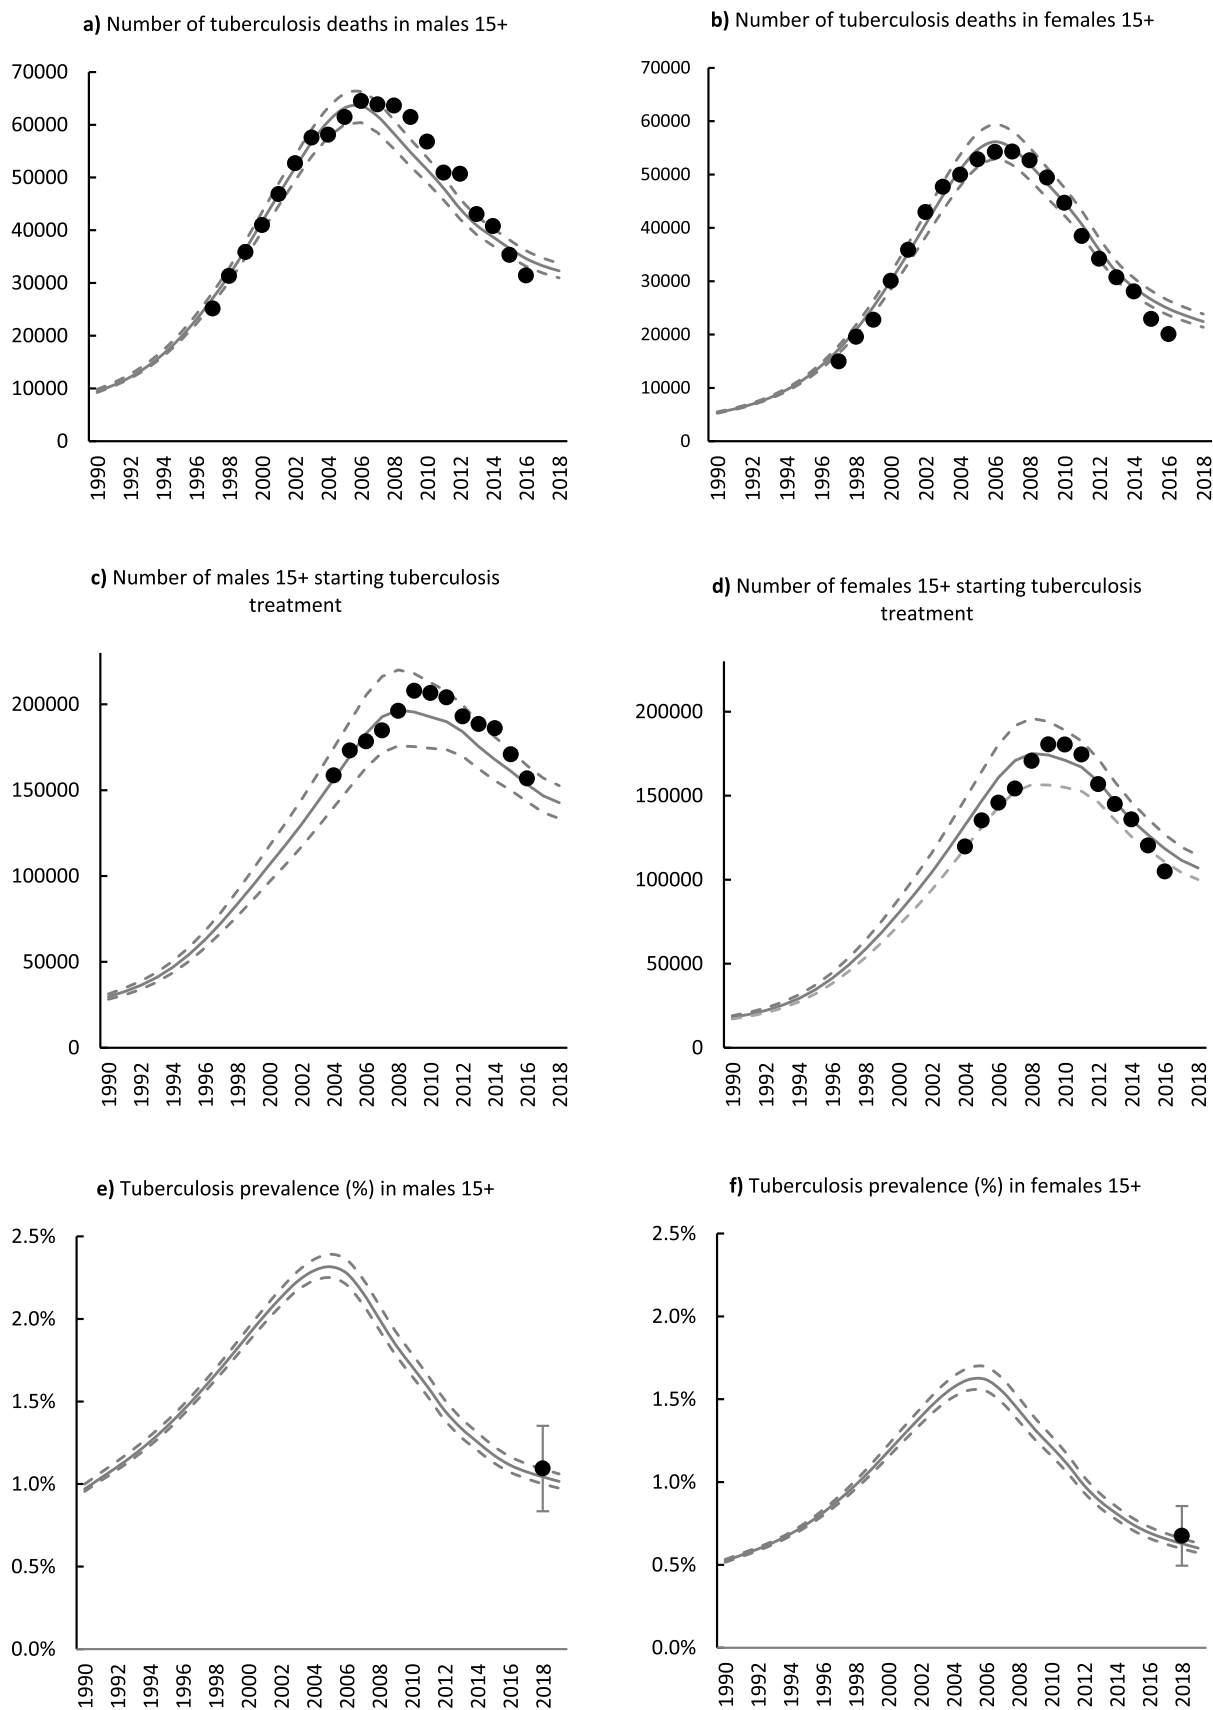 a) Number of tuberculosis deaths in males 15+
70000
60000
50000
40000
30000
20000
10000
0
1990 1992 1994 1996 1998 2000 2002 2004 2006 2008 2010 2012 2014 2016 2018
b) Number of tuberculosis deaths in females 15+
70000
60000
50000
40000
30000
20000
10000
0
1990 1992 1994 1996 1998 2000 2002 2004 2006 2008 2010 2012 2014 2016 2018
c) Number of males 15+ starting tuberculosis
treatment
200000
150000
100000
50000
0
1990 1992 1994 1996 1998 2000 2002 2004 2006 2008 2010 2012 2014 2016 2018
d) Number of females 15+ starting tuberculosis
treatment
200000
150000
100000
50000
0
1990 1992 1994 1996 1998 2000 2002 2004 2006 2008 2010 2012 2014 2016 2018
e) Tuberculosis prevalence (%) in males 15+
2.5%
2.0%
1.5%
1.0%
0.5%
0.0%
1990 1992 1994 1996 1998 2000 2002 2004 2006 2008 2010 2012 2014 2016 2018
f) Tuberculosis prevalence (%) in females 15+
2.5%
2.0%
1.5%
1.0%
0.5%
0.0%
1990 1992 1994 1996 1998 2000 2002 2004 2006 2008 2010 2012 2014 2016 2018